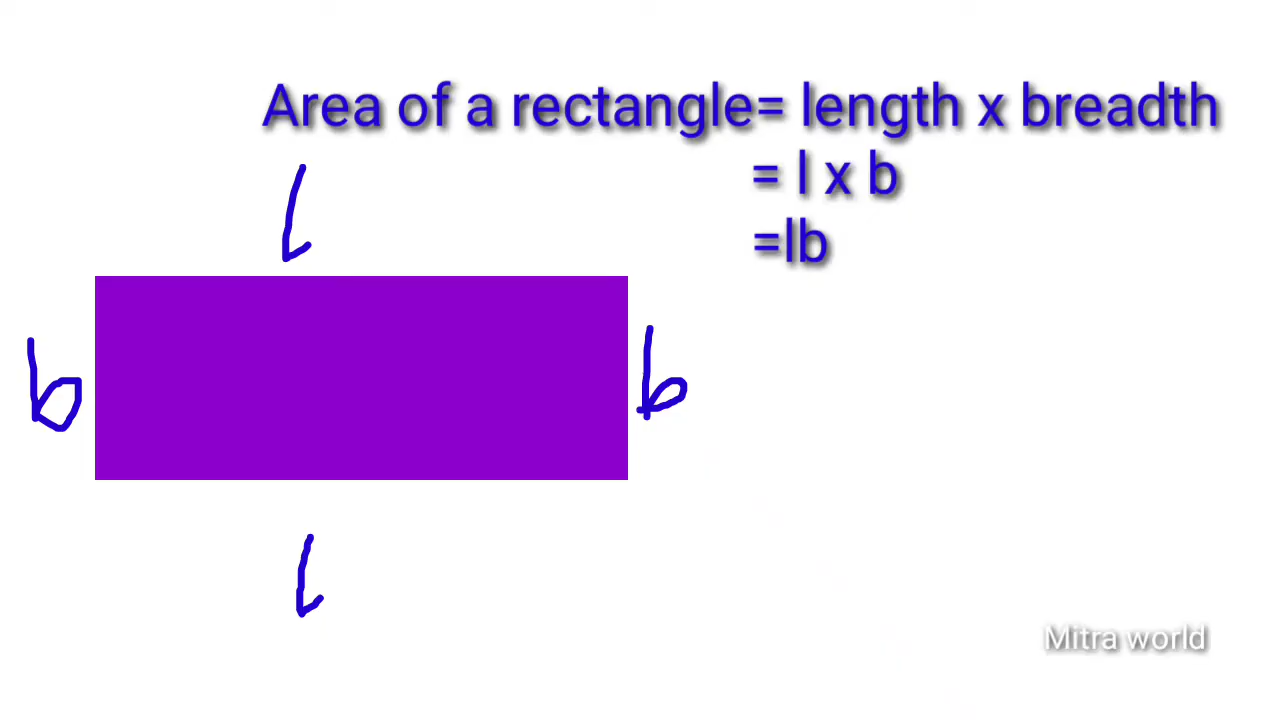 Area of a rectangle= length x breadth
= l x b
=lb
l
b
b
l
Mitra world